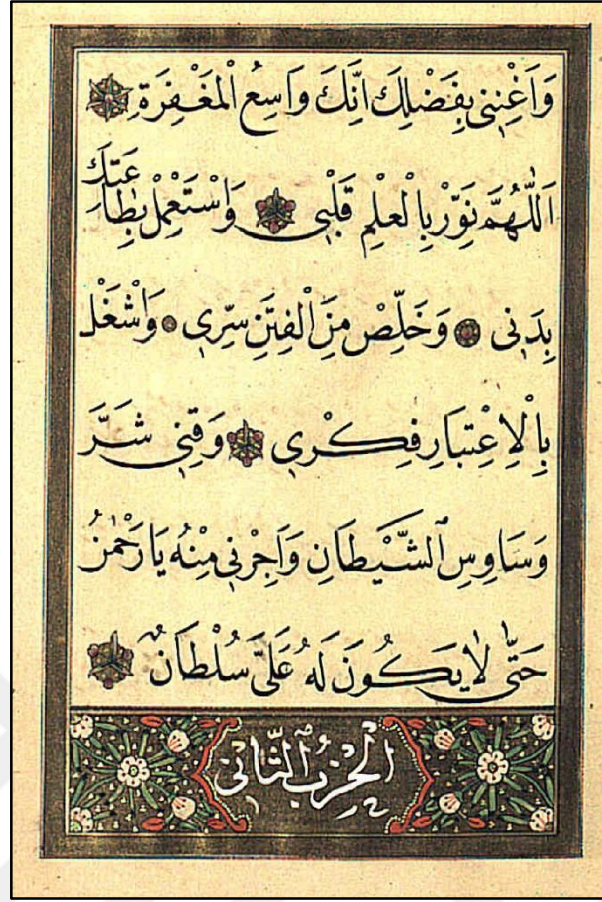 وَاَغْنِنِي بِفَضْلِكَ اِنَّكَ وَاسِعُ الْمَغْفِرَةِ
اَللّٰهُمَّ نَوِّرْ بِالْعِلْمِ قَلْبِي وَاسْتَعْمِلْ بِطَاعَتِكَ
بَدَنِي وَخَلِّصْ مِنَ الْفِتَنِ سِرِّي وَاشْغَلْ
بِالْاِعْتِبَارِ فِكْرِي وَقِنِي شَرَّ
وَسَاوِسِ الشَّيْطَانِ وَاَجِرْنِي مِنْهُ يَا رَحْمٰنُ
حَتّٰى لَا يَكُونَ لَهُ عَلَيَّ سُلْطَانٌ
اَلْحِزْبُ الثَّانِي